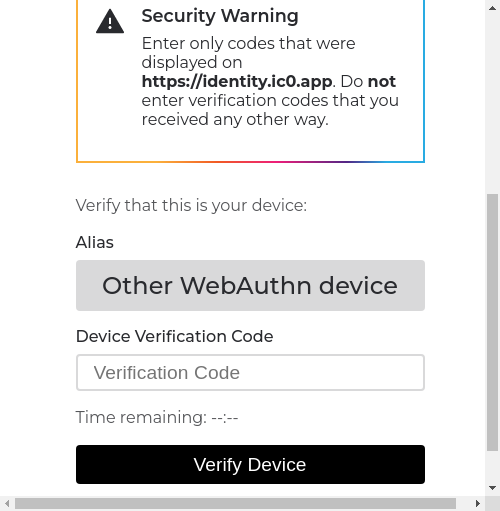 Security Warning
Enter only codes that were
displayed on
https://identity.ic0.app. Do not
enter verification codes that you
received any other way.
Verify that this is your device:
Alias
Other WebAuthn device
Device Verification Code
Verification Code
Time remaining: --:--
Verify Device